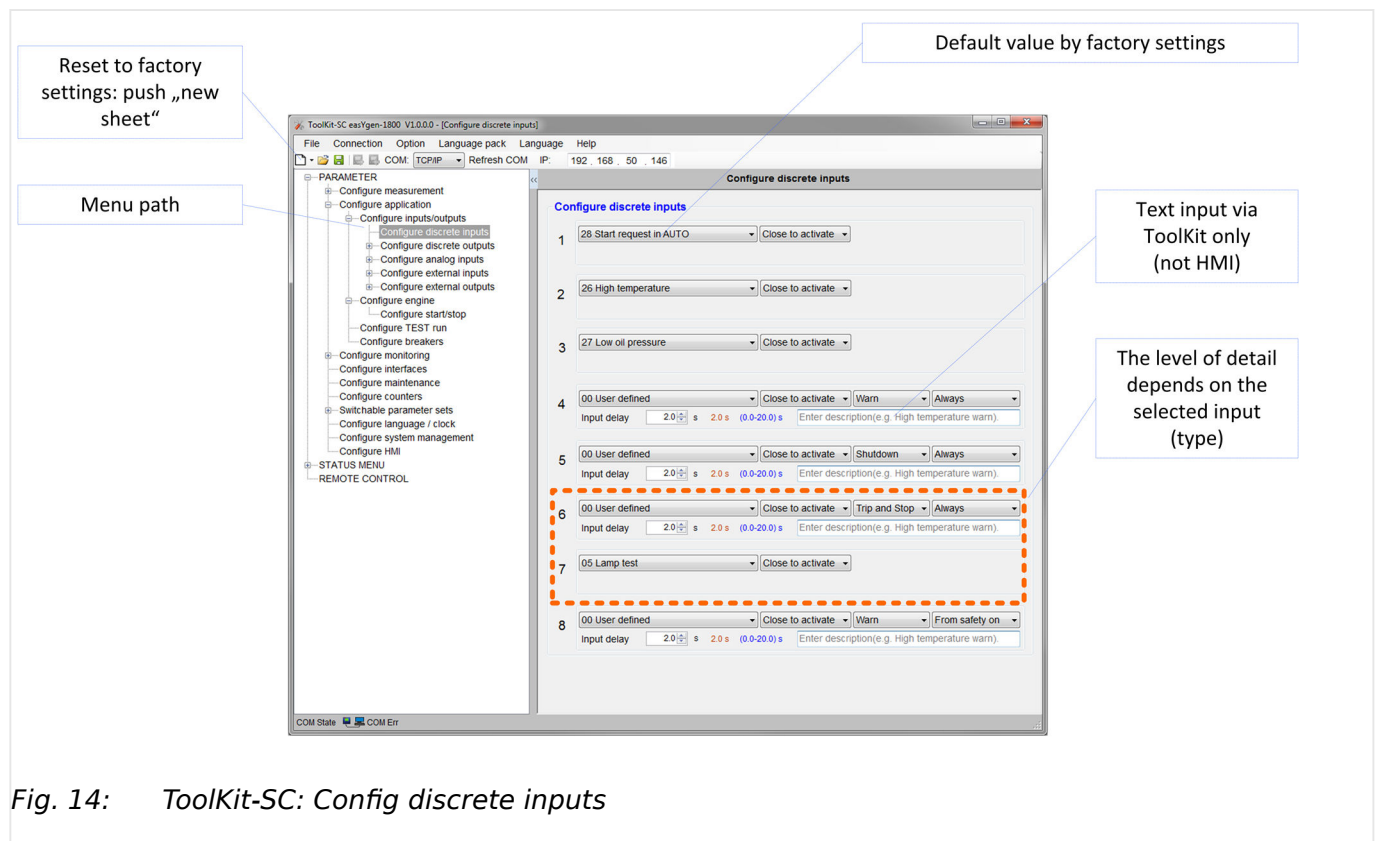 Default value by factory settings
Reset to factory
settings: push „new
sheet“
Menu path
Text input via
ToolKit only
(not HMI)
The level of detail
depends on the
selected input
(type)
ToolKit-SC easYgen-1800 V1.0.0.0 - [Configure discrete inputs]
File Connection Option Language pack Language Help
COM: TCP/IP Refresh COM IP: 192 . 168 . 50 . 146
PARAMETER
Configure measurement
Configure application
Configure inputs/outputs
Configure discrete inputs
Configure discrete outputs
Configure analog inputs
Configure external inputs
Configure external outputs
Configure engine
Configure start/stop
Configure TEST run
Configure breakers
Configure monitoring
Configure interfaces
Configure maintenance
Configure counters
Switchable parameter sets
Configure language / clock
Configure system management
Configure HMI
STATUS MENU
REMOTE CONTROL
<< Configure discrete inputs
Configure discrete inputs
1 28 Start request in AUTO Close to activate
2 26 High temperature Close to activate
3 27 Low oil pressure Close to activate
4 00 User defined Close to activate Warn Always
Input delay 2.0 s 2.0 s (0.0-20.0) s Enter description(e.g. High temperature warn).
5 00 User defined Close to activate Shutdown Always
Input delay 2.0 s 2.0 s (0.0-20.0) s Enter description(e.g. High temperature warn).
6 00 User defined Close to activate Trip and Stop Always
Input delay 2.0 s 2.0 s (0.0-20.0) s Enter description(e.g. High temperature warn).
7 05 Lamp test Close to activate
8 00 User defined Close to activate Warn From safety on
Input delay 2.0 s 2.0 s (0.0-20.0) s Enter description(e.g. High temperature warn).
COM State COM Err
Fig. 14: ToolKit-SC: Config discrete inputs